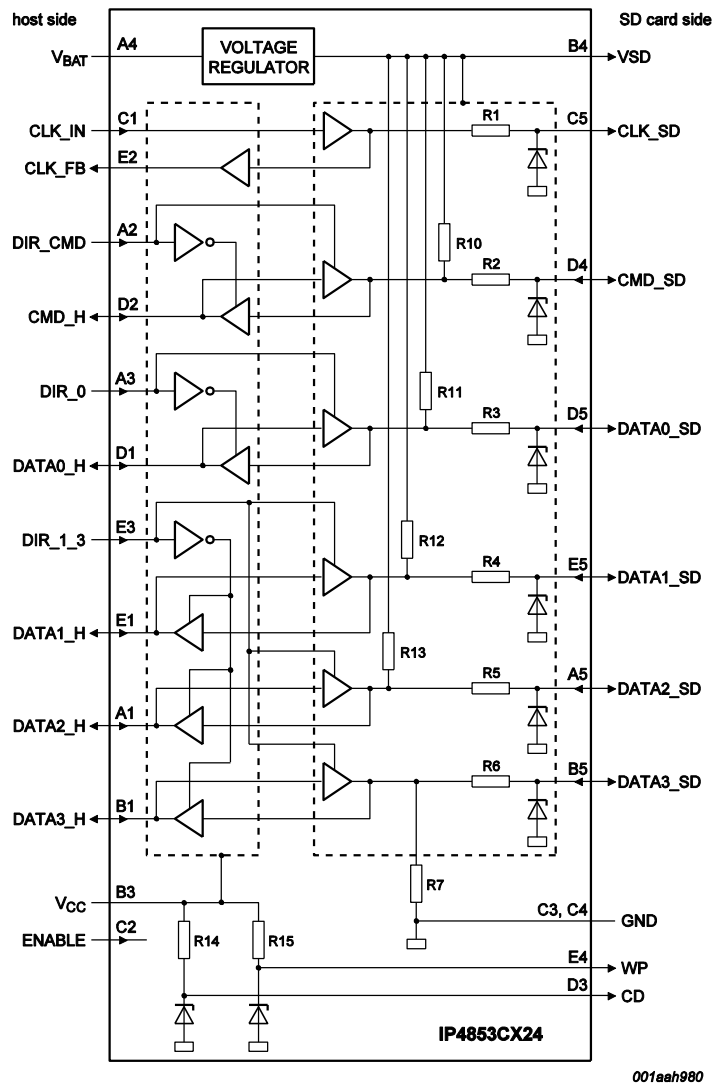 host side
SD card side
VBAT
A4
VOLTAGE
REGULATOR
B4
VSD
CLK_IN
C1
R1
C5
CLK_SD
CLK_FB
E2
DIR_CMD
A2
R10
R2
D4
CMD_SD
CMD_H
D2
DIR_0
A3
R11
R3
D5
DATA0_SD
DATA0_H
D1
DIR_1_3
E3
R12
R4
E5
DATA1_SD
DATA1_H
E1
R13
R5
A5
DATA2_SD
DATA2_H
A1
R6
B5
DATA3_SD
DATA3_H
B1
R7
VCC
B3
C3, C4
GND
ENABLE
C2
R14
R15
E4
WP
D3
CD
IP4853CX24
001aah980